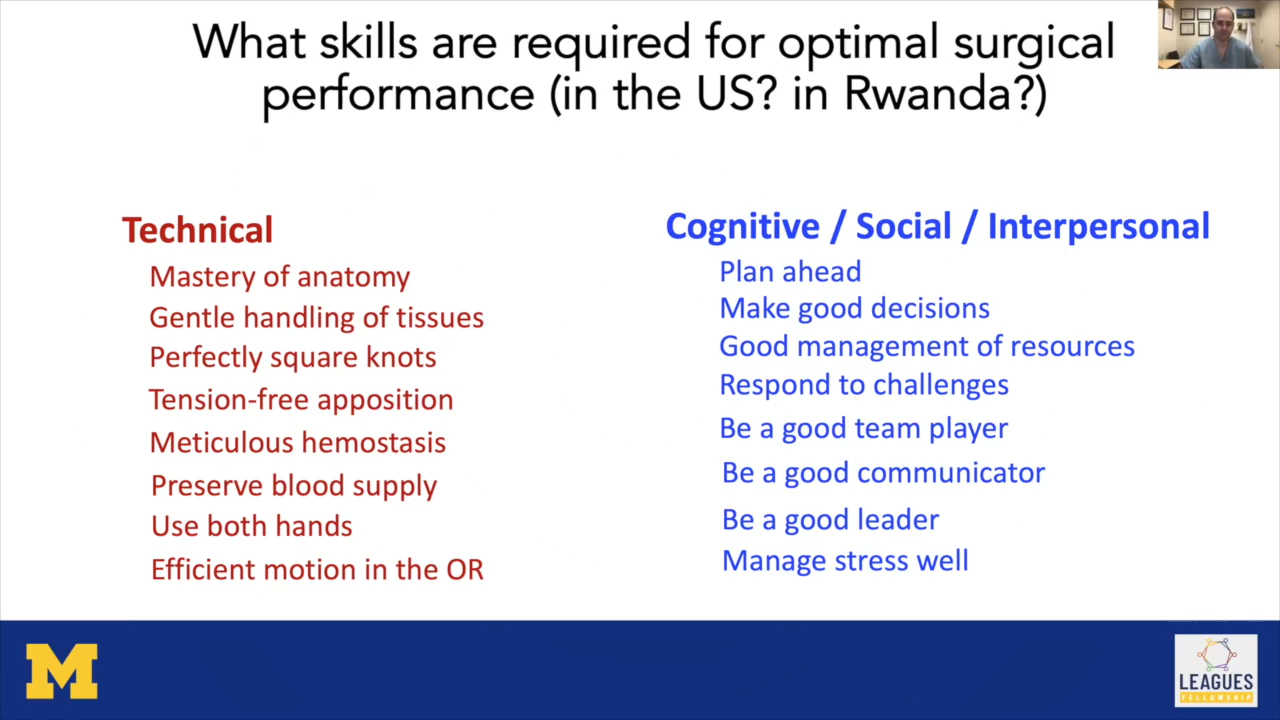 What skills are required for optimal surgical
performance (in the US? in Rwanda?)
Technical
Mastery of anatomy
Gentle handling of tissues
Perfectly square knots
Tension-free apposition
Meticulous hemostasis
Preserve blood supply
Use both hands
Efficient motion in the OR
Cognitive / Social / Interpersonal
Plan ahead
Make good decisions
Good management of resources
Respond to challenges
Be a good team player
Be a good communicator
Be a good leader
Manage stress well
M
LEAGUES
FELLOWSHIP